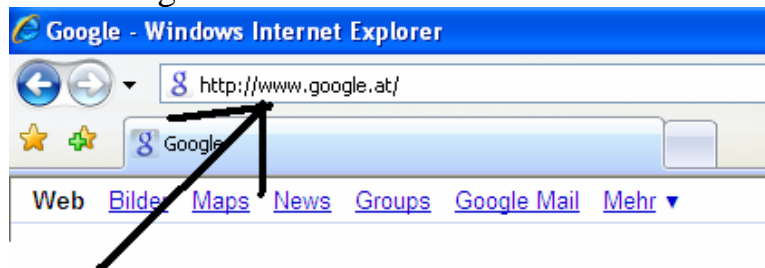 Google - Windows Internet Explorer
http://www.google.at/
Google
Web Bilder Maps News Groups Google Mail Mehr ▼